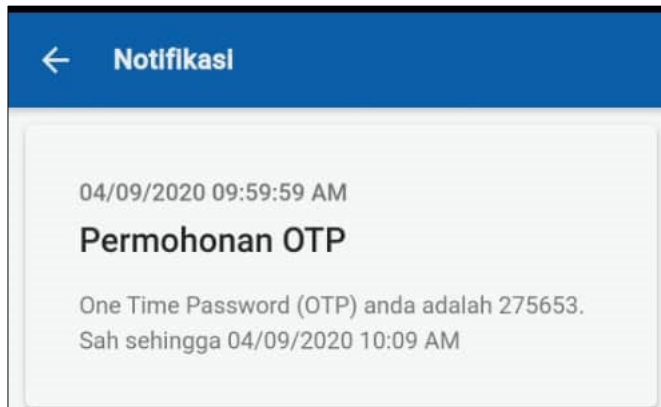 Notifikasi
04/09/2020 09:59:59 AM
Permohonan OTP
One Time Password (OTP) anda adalah 275653.
Sah sehingga 04/09/2020 10:09 AM